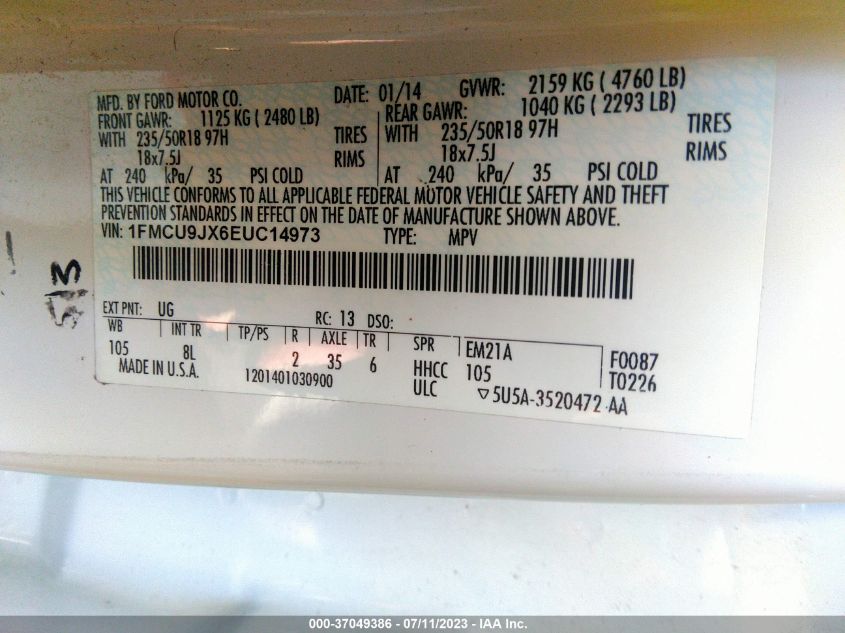 MFD. BY FORD MOTOR CO. DATE: 01/14 GVWR: 2159 KG ( 4760 LB)
FRONT GAWR: 1125 KG ( 2480 LB) REAR GAWR: 1040 KG ( 2293 LB)
WITH 235/50R18 97H TIRES WITH 235/50R18 97H TIRES
18x7.5J RIMS 18x7.5J RIMS
AT 240 kPa/ 35 PSI COLD AT 240 kPa/ 35 PSI COLD
THIS VEHICLE CONFORMS TO ALL APPLICABLE FEDERAL MOTOR VEHICLE SAFETY AND THEFT
PREVENTION STANDARDS IN EFFECT ON THE DATE OF MANUFACTURE SHOWN ABOVE.
VIN: 1FMCU9JX6EUC14973 TYPE: MPV
EXT PNT: UG RC: 13 DSO:
WB INT TR TP/PS R AXLE TR SPR EM21A F0087
105 8L 2 35 6 HHCC 105 T0226
MADE IN U.S.A. 1201401030900 ULC ▽5U5A-3520472-AA
000-37049386 - 07/11/2023 - IAA Inc.